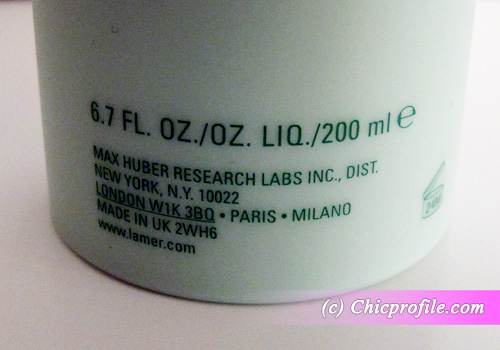 6.7 FL. OZ./OZ. LIQ./200 ml ℮
MAX HUBER RESEARCH LABS INC., DIST.
NEW YORK, N.Y. 10022
LONDON W1K 3BQ • PARIS • MILANO
MADE IN UK 2WH6
www.lamer.com
24M
(c) Chicprofile.com